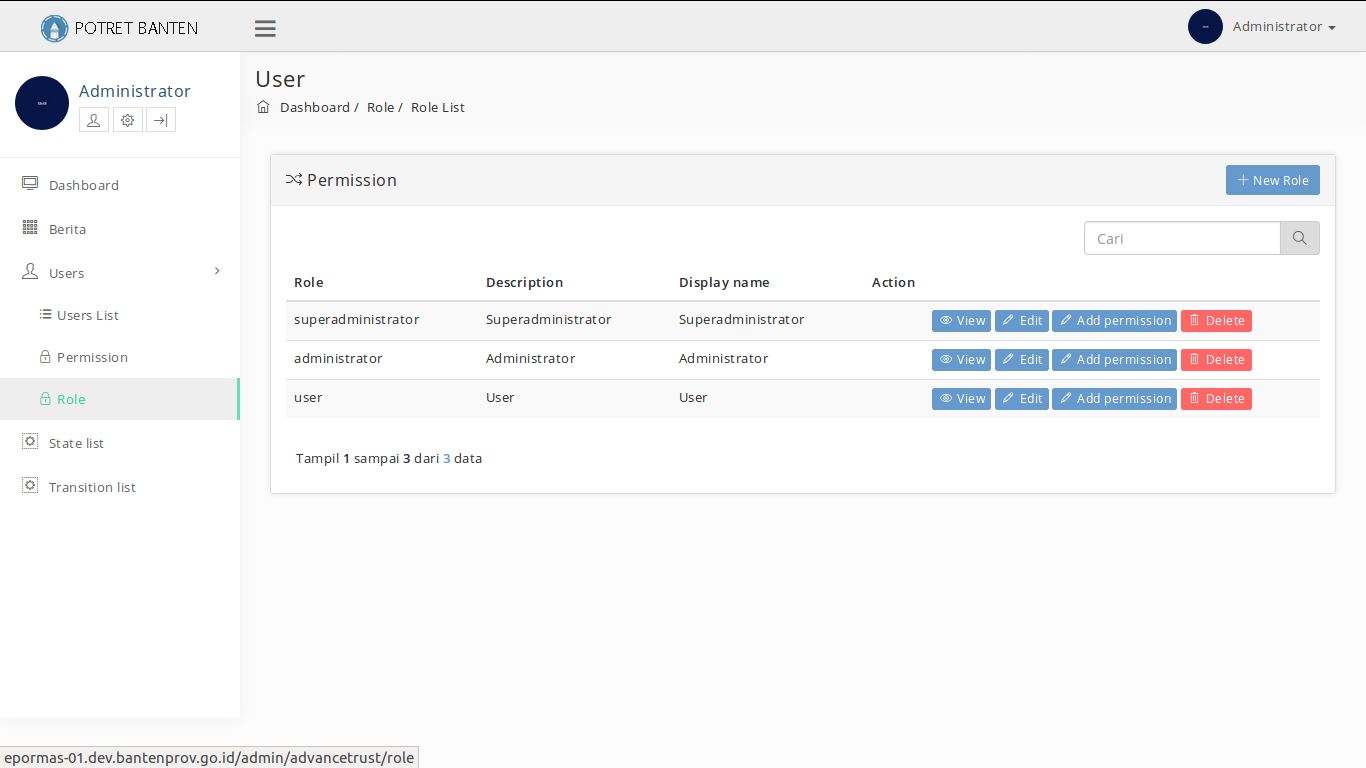 POTRET BANTEN
Administrator
Administrator
User
Dashboard / Role / Role List
Dashboard
Berita
Users
Users List
Permission
Role
State list
Transition list
Permission
New Role
Cari
Role Description Display name Action
superadministrator Superadministrator Superadministrator View Edit Add permission Delete
administrator Administrator Administrator View Edit Add permission Delete
user User User View Edit Add permission Delete
Tampil 1 sampai 3 dari 3 data
epormas-01.dev.bantenprov.go.id/admin/advancetrust/role